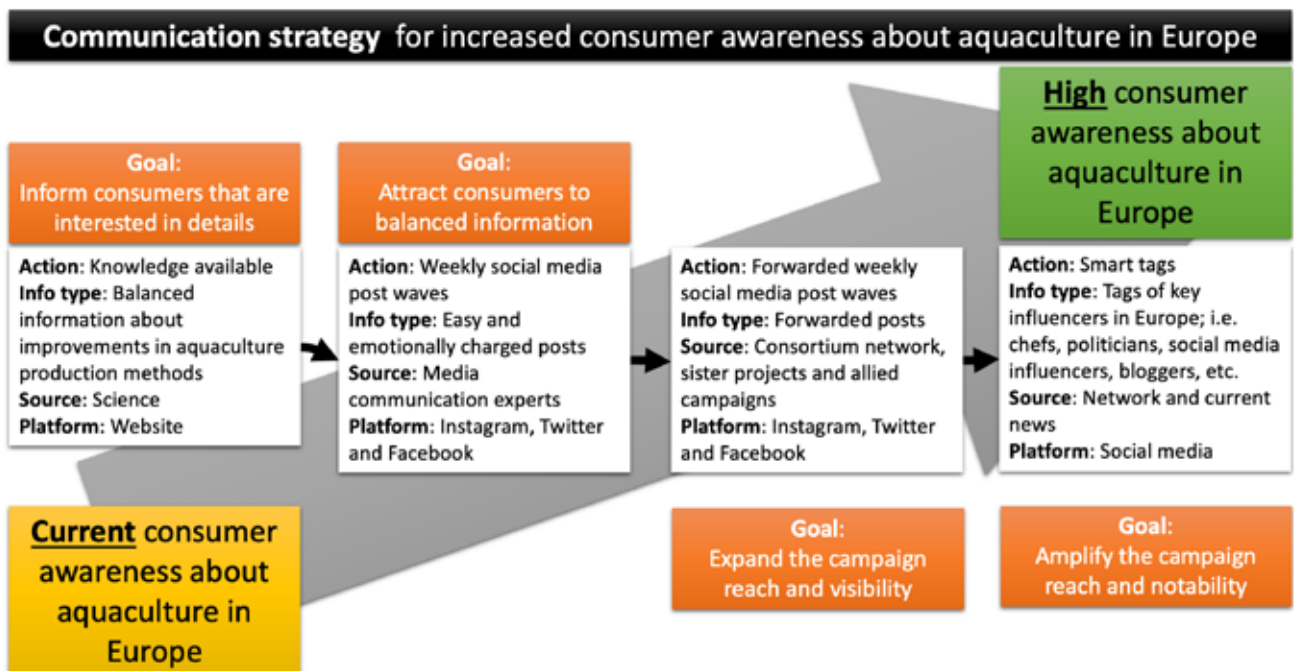 Communication strategy for increased consumer awareness about aquaculture in Europe
High consumer
awareness about
aquaculture in
Europe
Goal:
Inform consumers that are
interested in details
Action: Knowledge available
Info type: Balanced
information about
improvements in aquaculture
production methods
Source: Science
Platform: Website
Goal:
Attract consumers to
balanced information
Action: Weekly social media
post waves
Info type: Easy and
emotionally charged posts
Source: Media
communication experts
Platform: Instagram, Twitter
and Facebook
Action: Forwarded weekly
social media post waves
Info type: Forwarded posts
Source: Consortium network,
sister projects and allied
campaigns
Platform: Instagram, Twitter
and Facebook
Goal:
Expand the campaign
reach and visibility
Action: Smart tags
Info type: Tags of key
influencers in Europe; i.e.
chefs, politicians, social media
influencers, bloggers, etc.
Source: Network and current
news
Platform: Social media
Goal:
Amplify the campaign
reach and notability
Current consumer
awareness about
aquaculture in
Europe